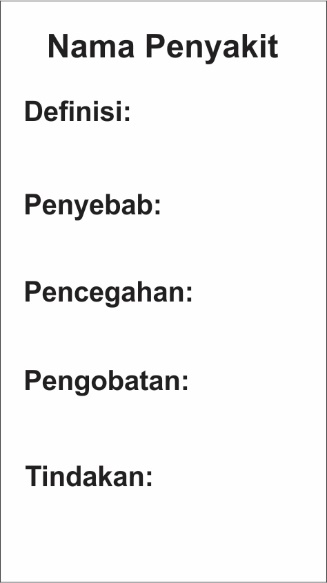 Nama Penyakit
Definisi:
Penyebab:
Pencegahan:
Pengobatan:
Tindakan: